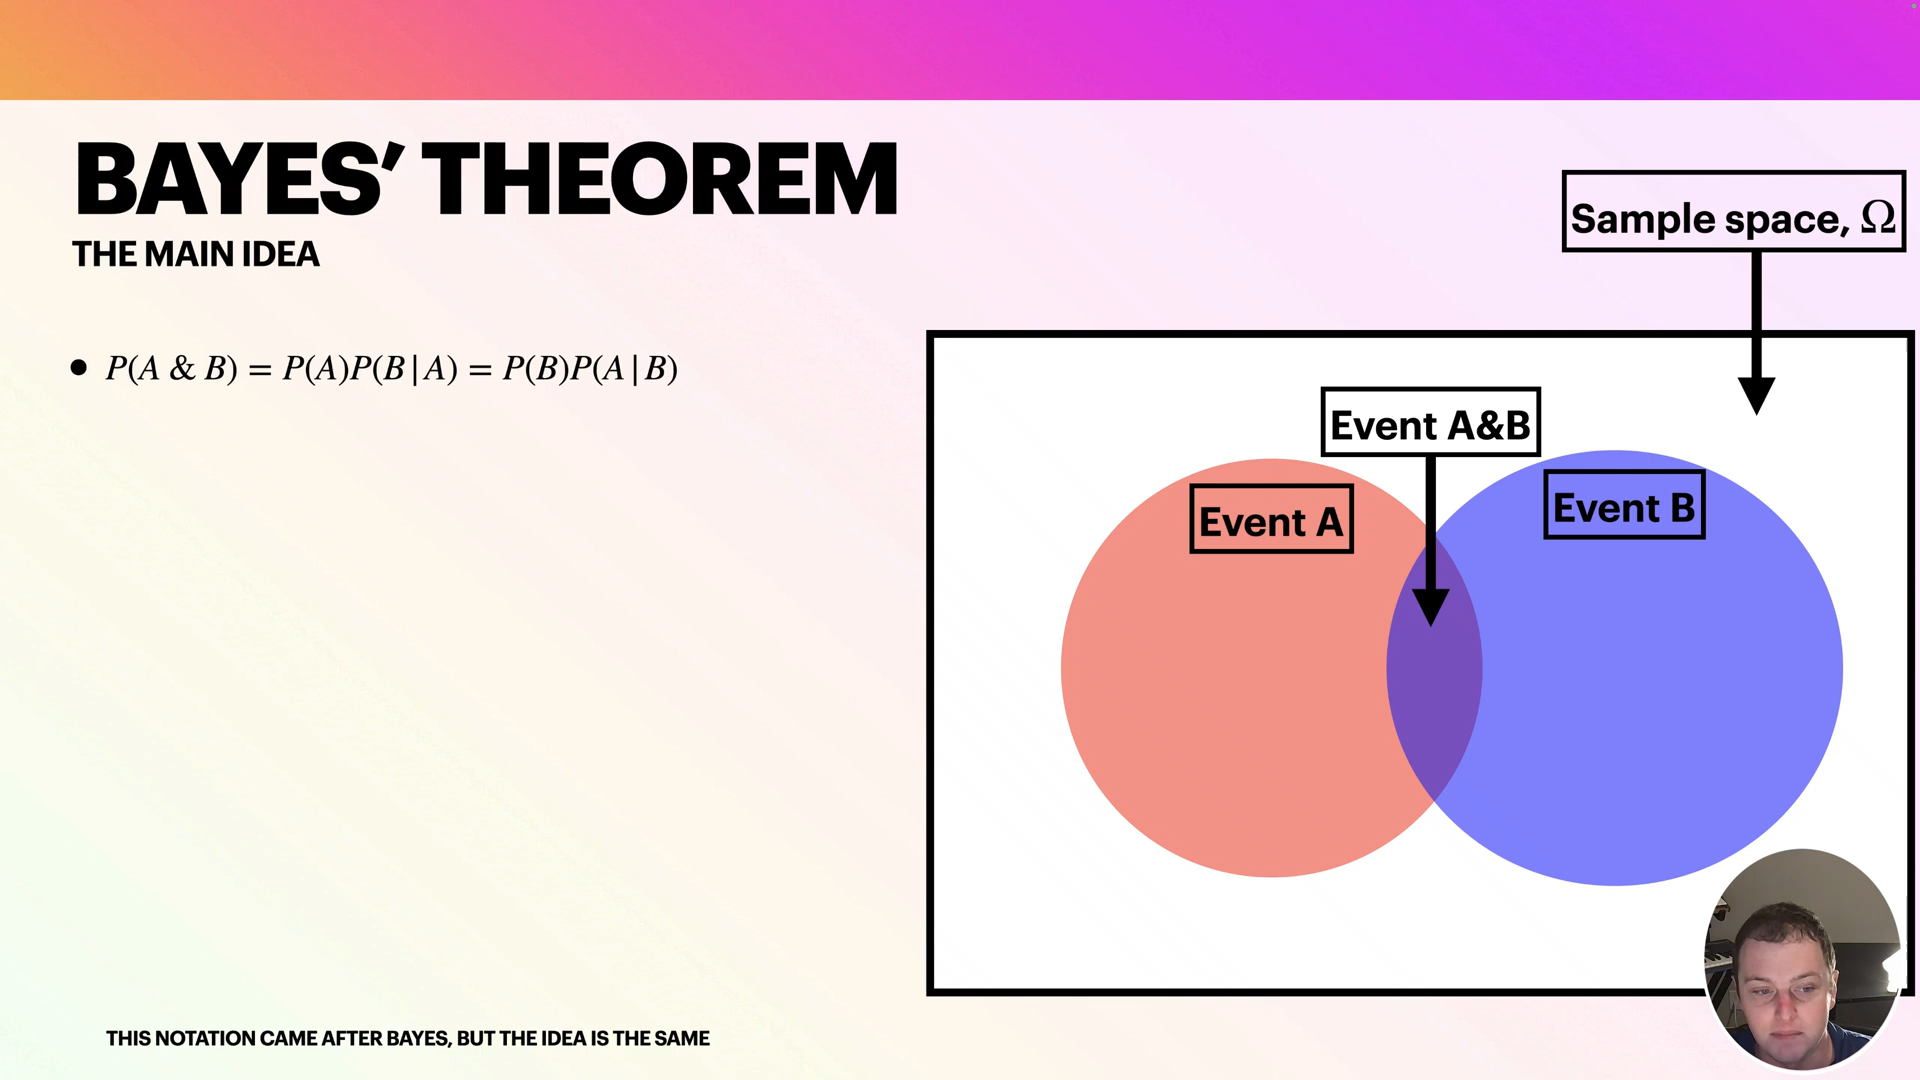 BAYES’ THEOREM
THE MAIN IDEA
• P(A & B) = P(A)P(B | A) = P(B)P(A | B)
Sample space, Ω
Event A&B
Event A
Event B
THIS NOTATION CAME AFTER BAYES, BUT THE IDEA IS THE SAME